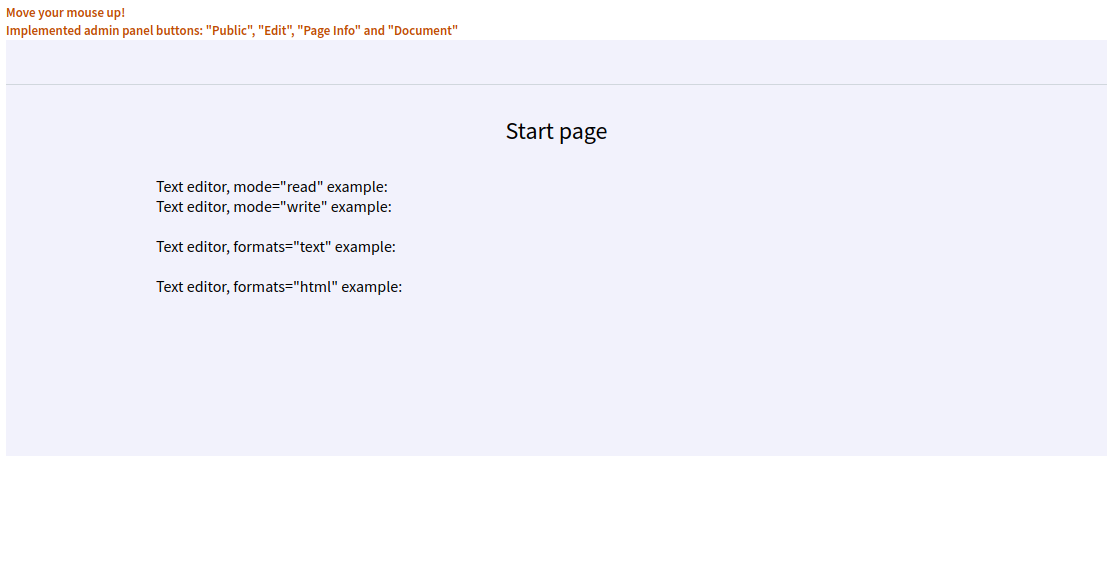 Move your mouse up!
Implemented admin panel buttons: "Public", "Edit", "Page Info" and "Document"
Start page
Text editor, mode="read" example:
Text editor, mode="write" example:
Text editor, formats="text" example:
Text editor, formats="html" example: